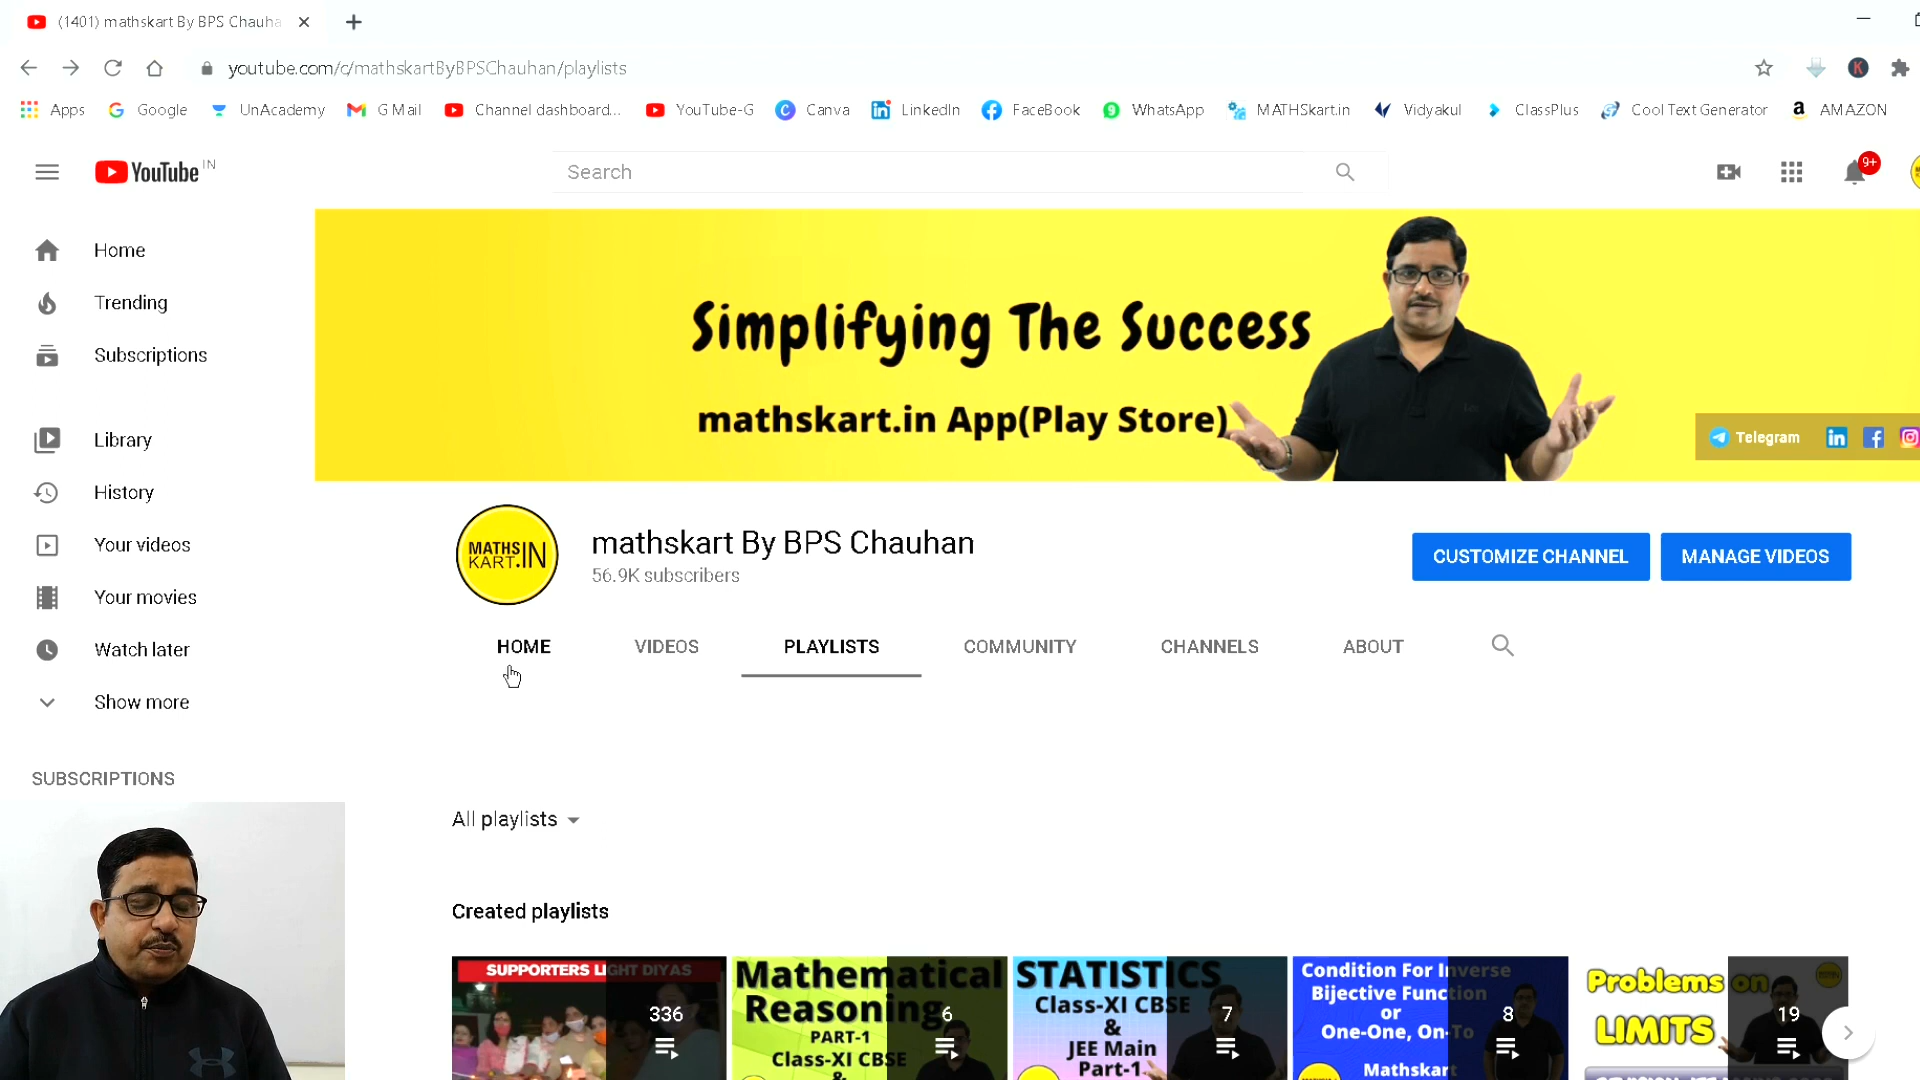 (1401) mathskart By BPS Chauha
youtube.com/c/mathskartByBPSChauhan/playlists
K
Apps Google UnAcademy G Mail Channel dashboard... YouTube-G Canva LinkedIn FaceBook WhatsApp MATHSkart.in Vidyakul ClassPlus Cool Text Generator AMAZON
YouTube IN
Search
9+
Home
Trending
Subscriptions
Library
History
Your videos
Your movies
Watch later
Show more
SUBSCRIPTIONS
Simplifying The Success
mathskart.in App(Play Store)
Telegram
MATHS
KART.IN
mathskart By BPS Chauhan
56.9K subscribers
CUSTOMIZE CHANNEL
MANAGE VIDEOS
HOME VIDEOS PLAYLISTS COMMUNITY CHANNELS ABOUT
All playlists
Created playlists
SUPPORTERS LIGHT DIYAS
336
Mathematical
Reasoning
PART-1
Class-XI CBSE
&
6
STATISTICS
Class-XI CBSE
&
JEE Main
Part-1
7
Condition For Inverse
Bijective Function
or
One-One, On-To
Mathskart
8
Problems on
LIMITS
19